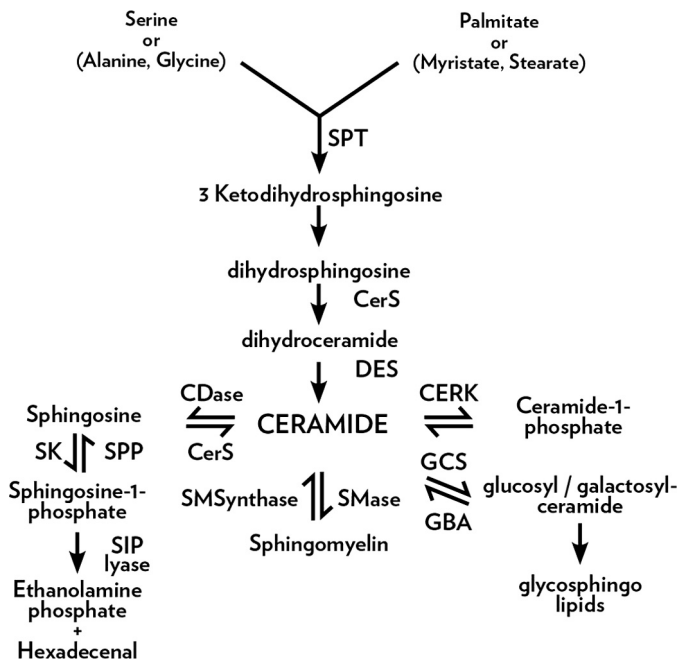 Serine
or
(Alanine, Glycine)
Palmitate
or
(Myristate, Stearate)
SPT
3 Ketodihydrosphingosine
dihydrosphingosine
CerS
dihydroceramide
DES
CDase
CERK
Sphingosine
CERAMIDE
Ceramide-1-
phosphate
SK
SPP
CerS
GCS
Sphingosine-1-
phosphate
SMSynthase
SMase
GBA
glucosyl / galactosyl-
ceramide
Sphingomyelin
SIP
lyase
Ethanolamine
phosphate
+
Hexadecenal
glycosphingo
lipids